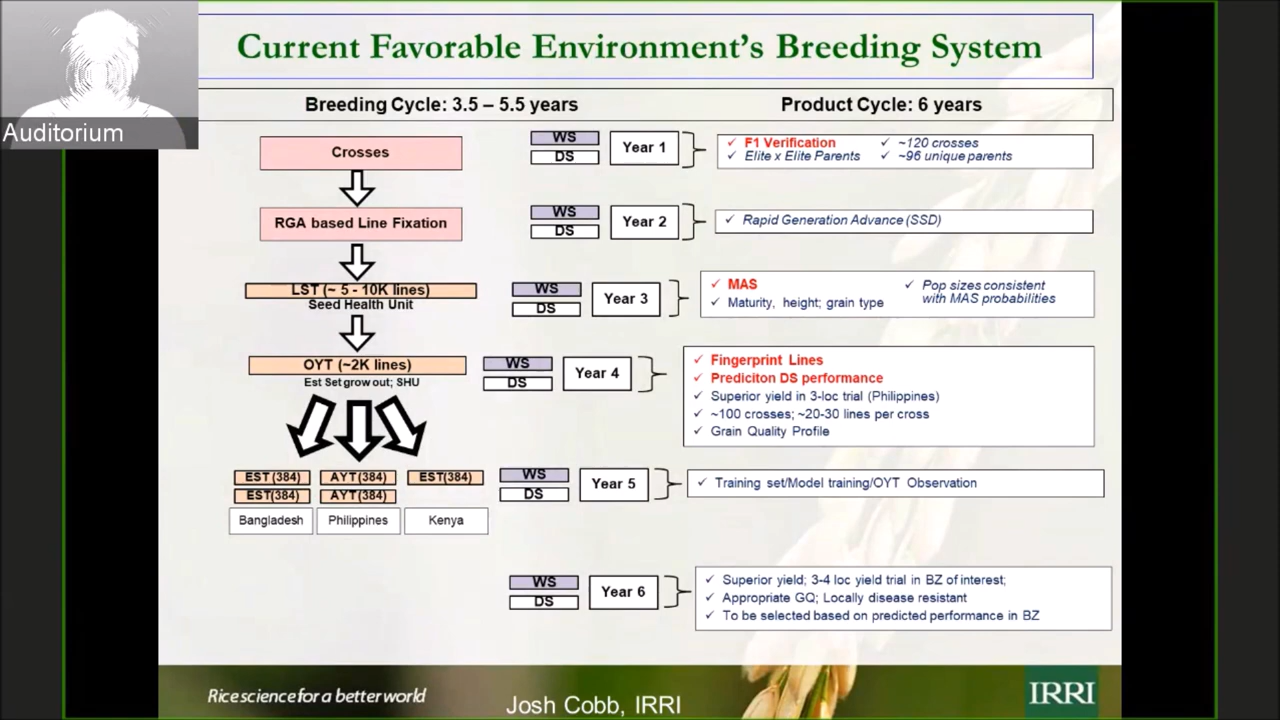 Current Favorable Environment's Breeding System
Auditorium
Breeding Cycle: 3.5 – 5.5 years
Product Cycle: 6 years
Crosses
WS
DS
Year 1
✓ F1 Verification
✓ ~120 crosses
✓ Elite x Elite Parents
✓ ~96 unique parents
RGA based Line Fixation
WS
DS
Year 2
✓ Rapid Generation Advance (SSD)
LST (~ 5 - 10K lines)
Seed Health Unit
WS
DS
Year 3
✓ MAS
✓ Maturity, height; grain type
✓ Pop sizes consistent
with MAS probabilities
OYT (~2K lines)
Est Set grow out; SHU
WS
DS
Year 4
✓ Fingerprint Lines
✓ Prediciton DS performance
✓ Superior yield in 3-loc trial (Philippines)
✓ ~100 crosses; ~20-30 lines per cross
✓ Grain Quality Profile
EST(384)
AYT(384)
EST(384)
EST(384)
AYT(384)
Bangladesh
Philippines
Kenya
WS
DS
Year 5
✓ Training set/Model training/OYT Observation
WS
DS
Year 6
✓ Superior yield; 3-4 loc yield trial in BZ of interest;
✓ Appropriate GQ; Locally disease resistant
✓ To be selected based on predicted performance in BZ
Rice science for a better world
Josh Cobb, IRRI
IRRI